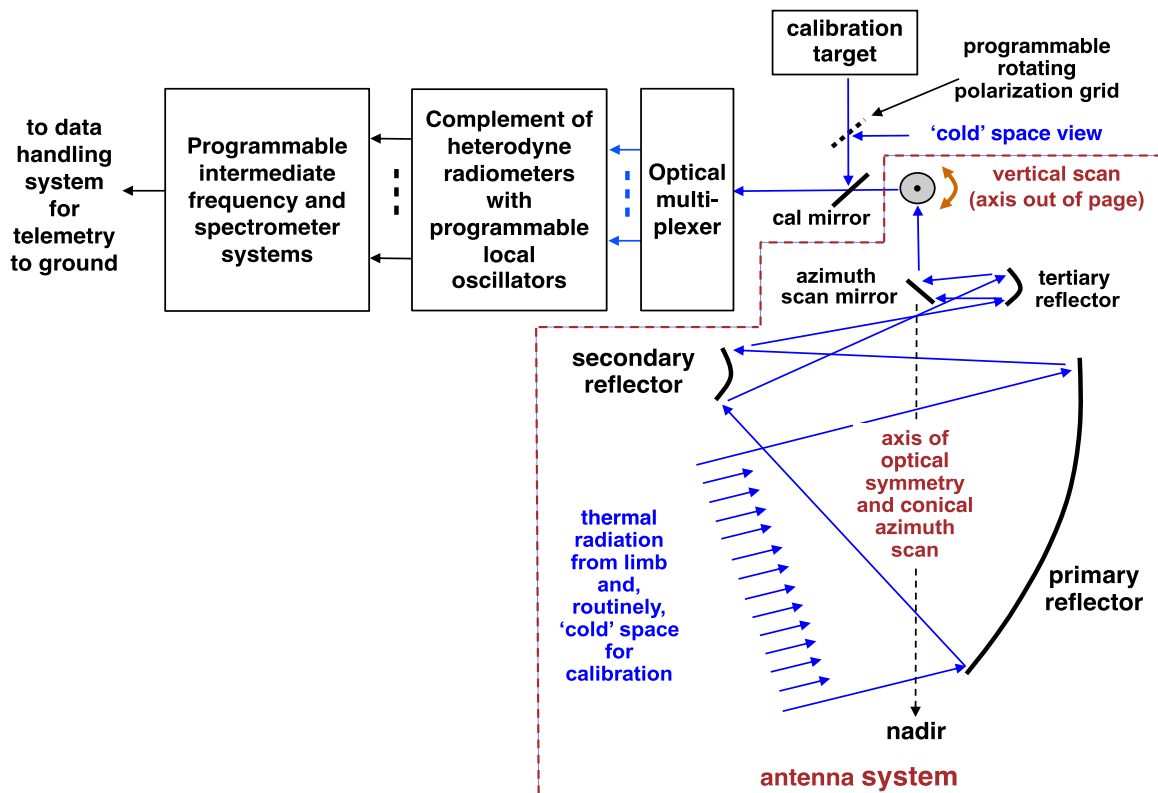 calibration
target
programmable
rotating
polarization grid
‘cold’ space view
to data
handling
system
for
telemetry
to ground
Programmable
intermediate
frequency and
spectrometer
systems
Complement of
heterodyne
radiometers
with
programmable
local
oscillators
Optical
multi-
plexer
cal mirror
vertical scan
(axis out of page)
azimuth
scan mirror
tertiary
reflector
secondary
reflector
axis of
optical
symmetry
and conical
azimuth
scan
thermal
radiation
from limb
and,
routinely,
‘cold’ space
for
calibration
primary
reflector
nadir
antenna system